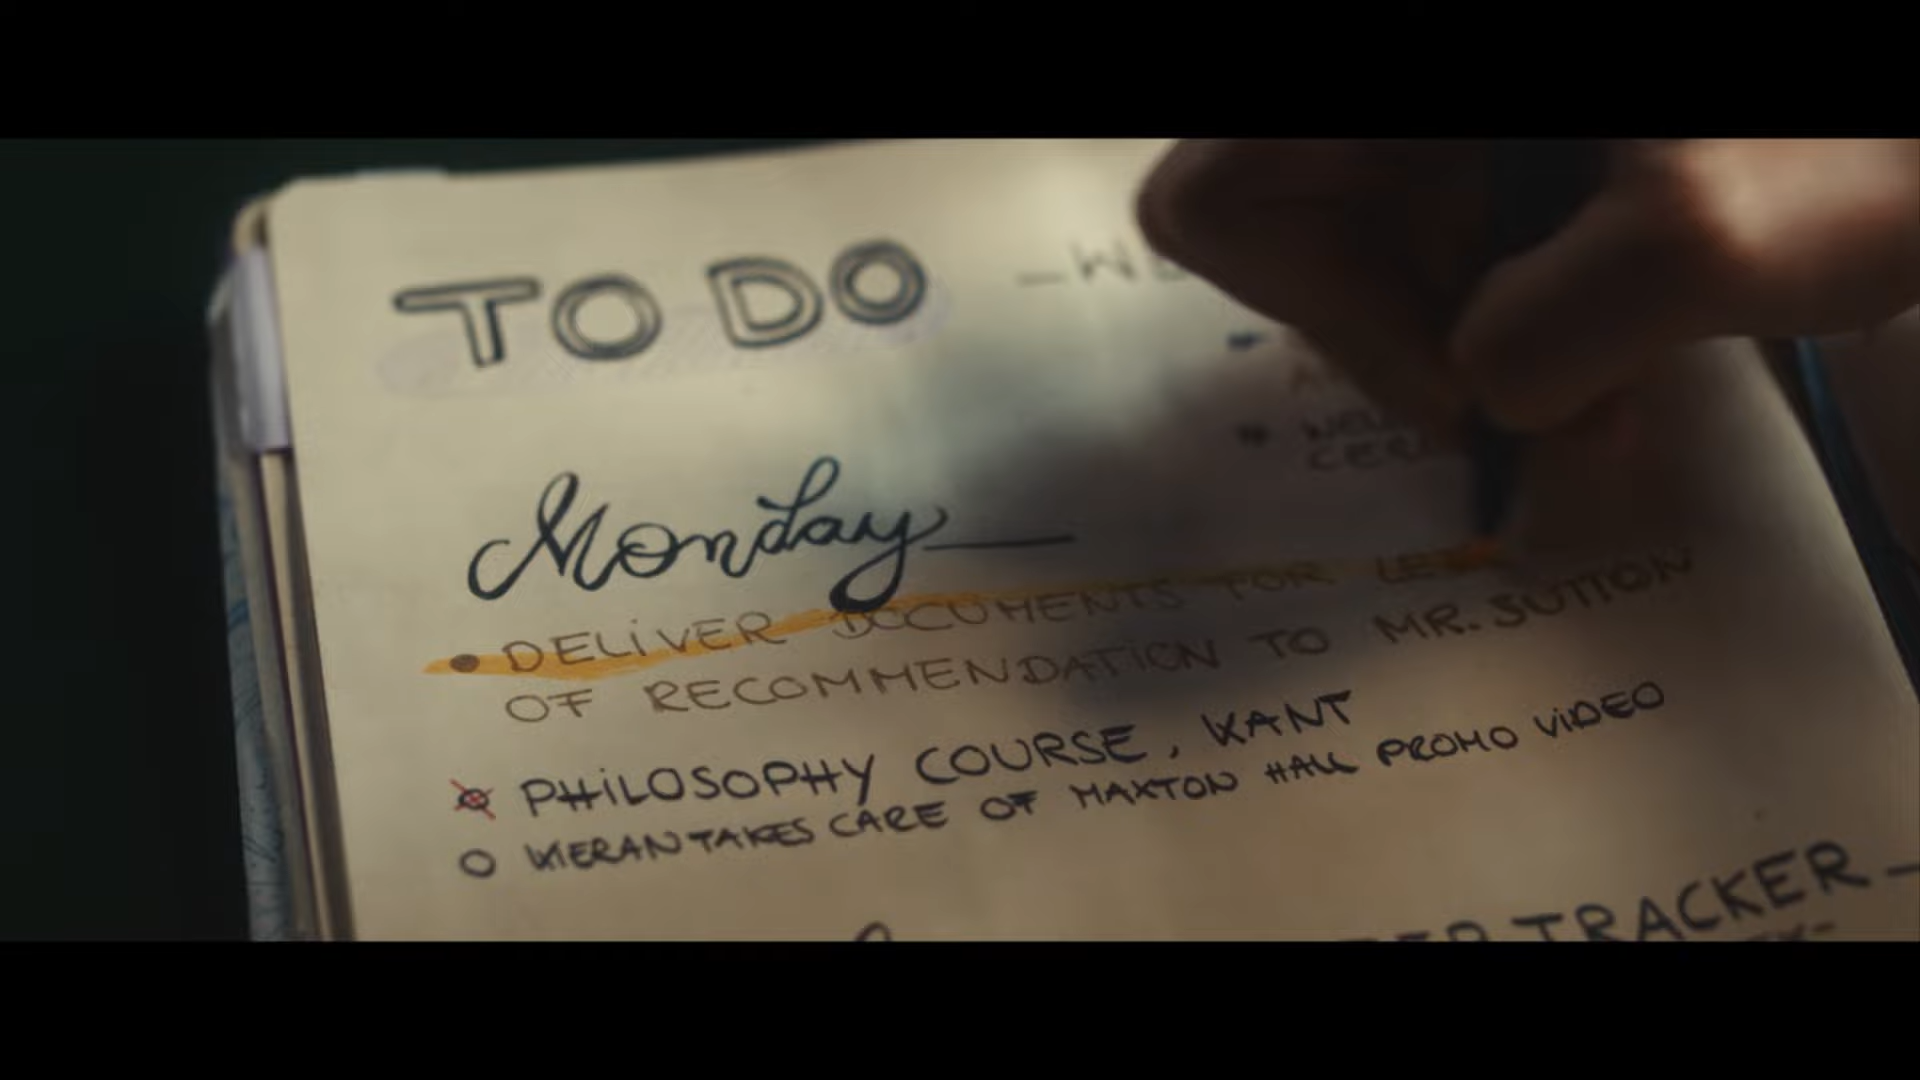 TO DO
Monday
• DELIVER DOCUMENTS FOR
OF RECOMMENDATION TO MR. SUTTON
PHILOSOPHY COURSE, KANT
KIERAN TAKES CARE OF MAXTON HALL PROMO VIDEO
TRACKER